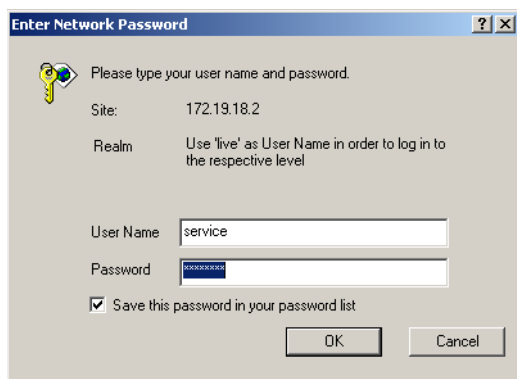 Enter Network Password
Please type your user name and password.
Site: 172.19.18.2
Realm Use 'live' as User Name in order to log in to
the respective level
User Name service
Password ××××××××
Save this password in your password list
OK Cancel